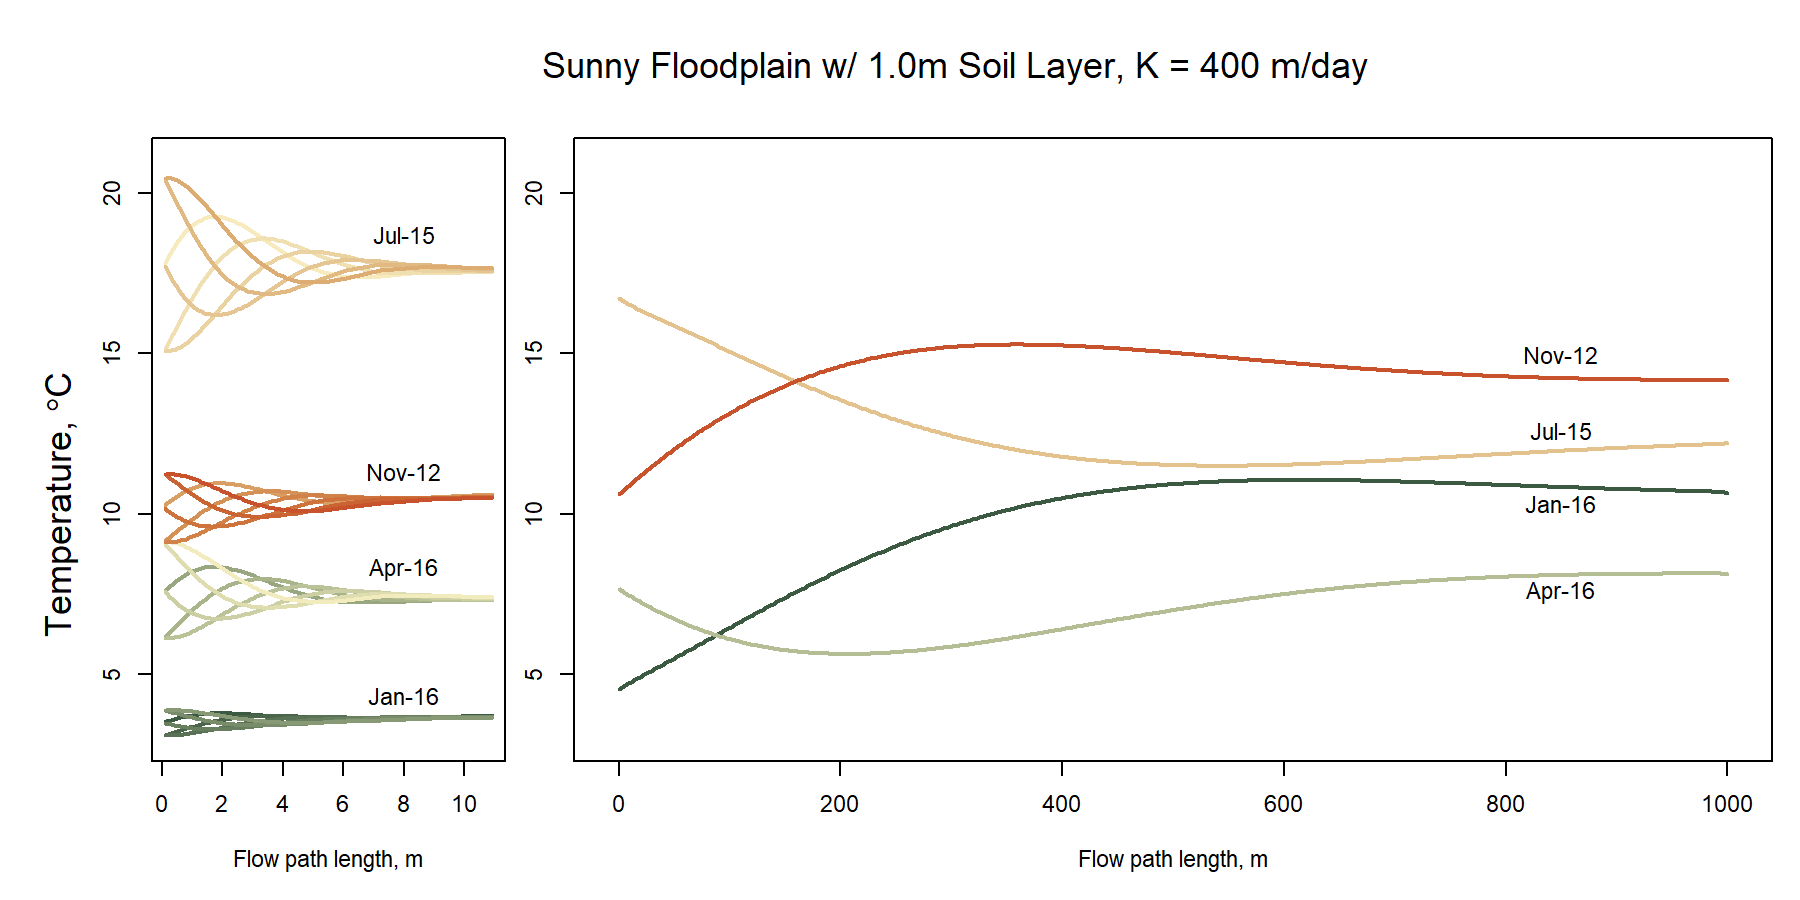 Sunny Floodplain w/ 1.0m Soil Layer, K = 400 m/day
Temperature, °C
20
15
10
5
Jul-15
Nov-12
Apr-16
Jan-16
0 2 4 6 8 10
Flow path length, m
20
15
10
5
Nov-12
Jul-15
Jan-16
Apr-16
0 200 400 600 800 1000
Flow path length, m